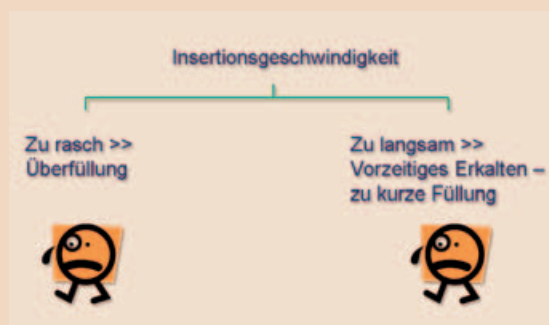 Insertionsgeschwindigkeit
Zu rasch >>
Überfüllung
Zu langsam >>
Vorzeitiges Erkalten –
zu kurze Füllung